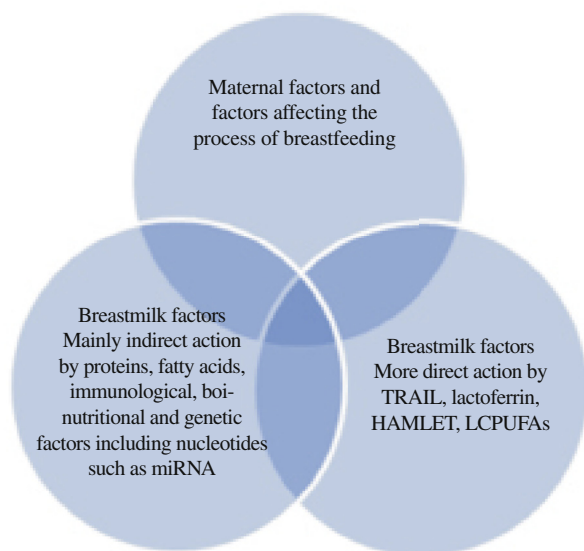 Maternal factors and
factors affecting the
process of breastfeeding
Breastmilk factors
Mainly indirect action
by proteins, fatty acids,
immunological, boi-
nutritional and genetic
factors including nucleotides
such as miRNA
Breastmilk factors
More direct action by
TRAIL, lactoferrin,
HAMLET, LCPUFAs